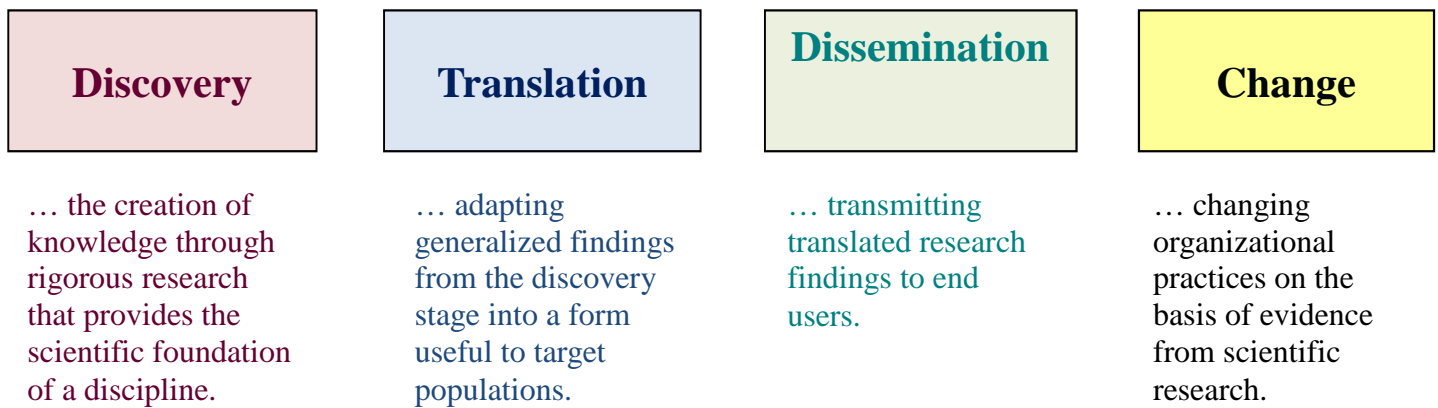 Discovery
Translation
Dissemination
Change
… the creation of
knowledge through
rigorous research
that provides the
scientific foundation
of a discipline.
… adapting
generalized findings
from the discovery
stage into a form
useful to target
populations.
… transmitting
translated research
findings to end
users.
… changing
organizational
practices on the
basis of evidence
from scientific
research.